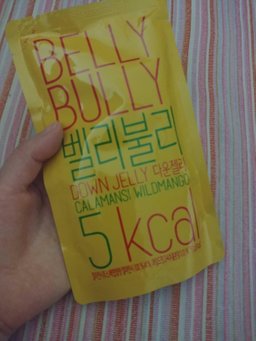 BELLY
BULLY
벨리불리
DOWN JELLY 다운젤리
CALAMANSI WILDMANGO
5 kcal